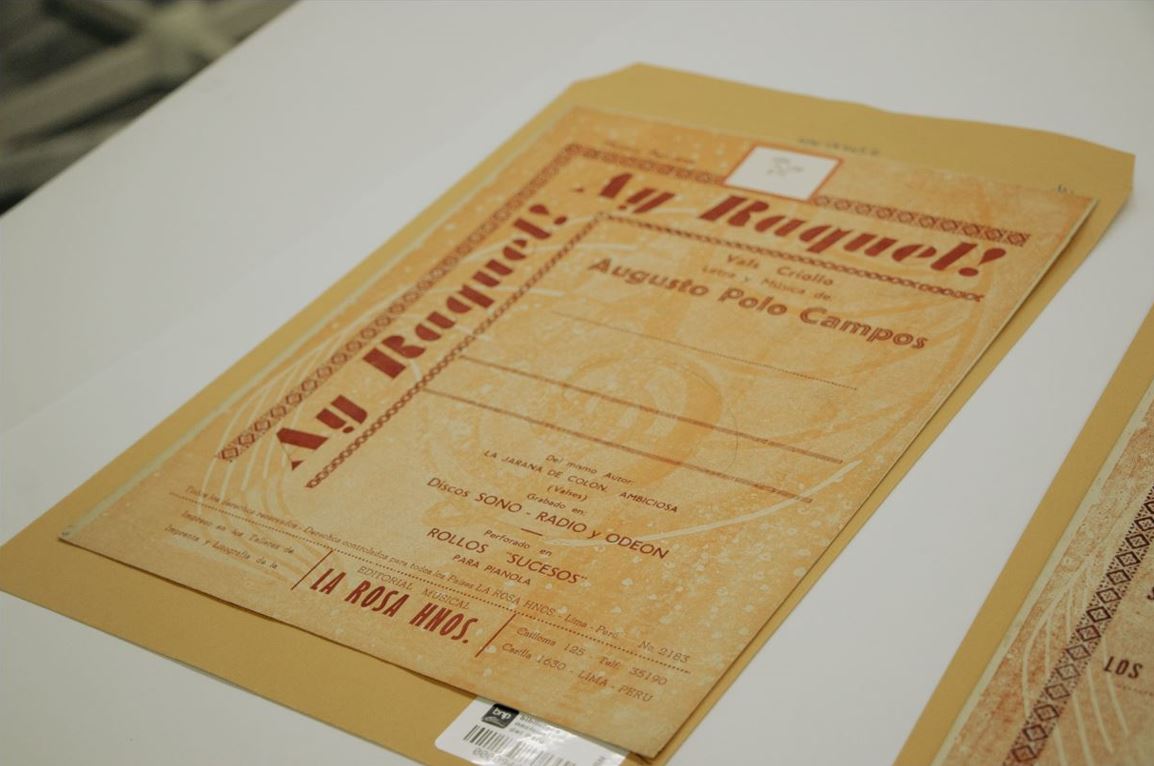 Ay Raquel!
Ay Raquel!
Vals Criollo
Letra y Música de
Augusto Polo Campos
Del mismo Autor:
LA JARANA DE COLON. AMBICIOSA
(Valses)
Grabado en:
Discos SONO - RADIO y ODEON
Perforado en
ROLLOS "SUCESOS"
PARA PIANOLA
Todos los derechos reservados - Derechos controlados para todos los Países LA ROSA HNOS - Lima - Perú No. 2183
Impreso en los Talleres de
Imprenta y Litografía de la
EDITORIAL MUSICAL
LA ROSA HNOS.
Cailloma 125 Telf: 35190
Casilla 1630 - LIMA - PERU
bnp
LOS